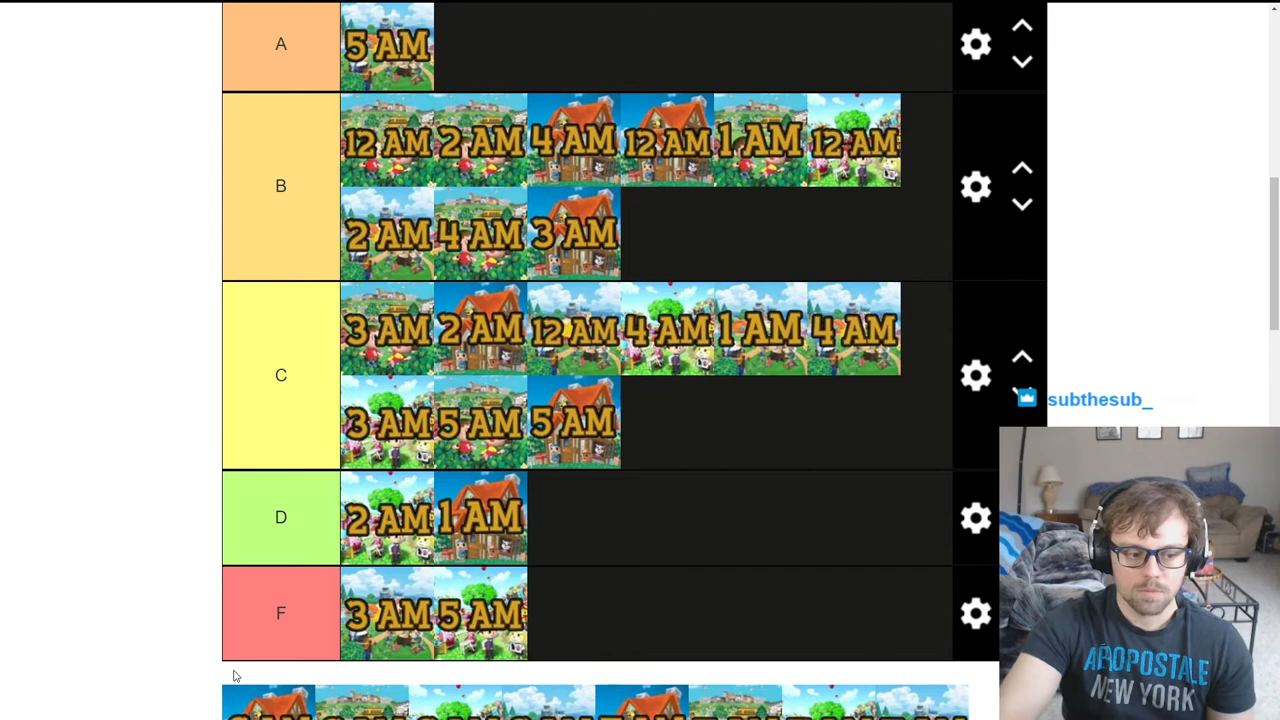 A
5 AM
B
12 AM 2 AM 4 AM 12 AM 1 AM 12 AM
2 AM 4 AM 3 AM
C
3 AM 2 AM 12 AM 4 AM 1 AM 4 AM
3 AM 5 AM 5 AM
subthesub_
D
2 AM 1 AM
F
3 AM 5 AM
AÉROPOSTALE
NEW YORK